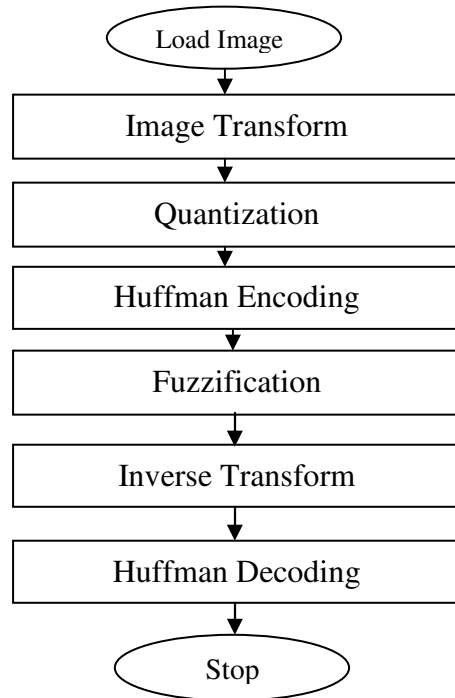 Load Image
Image Transform
Quantization
Huffman Encoding
Fuzzification
Inverse Transform
Huffman Decoding
Stop